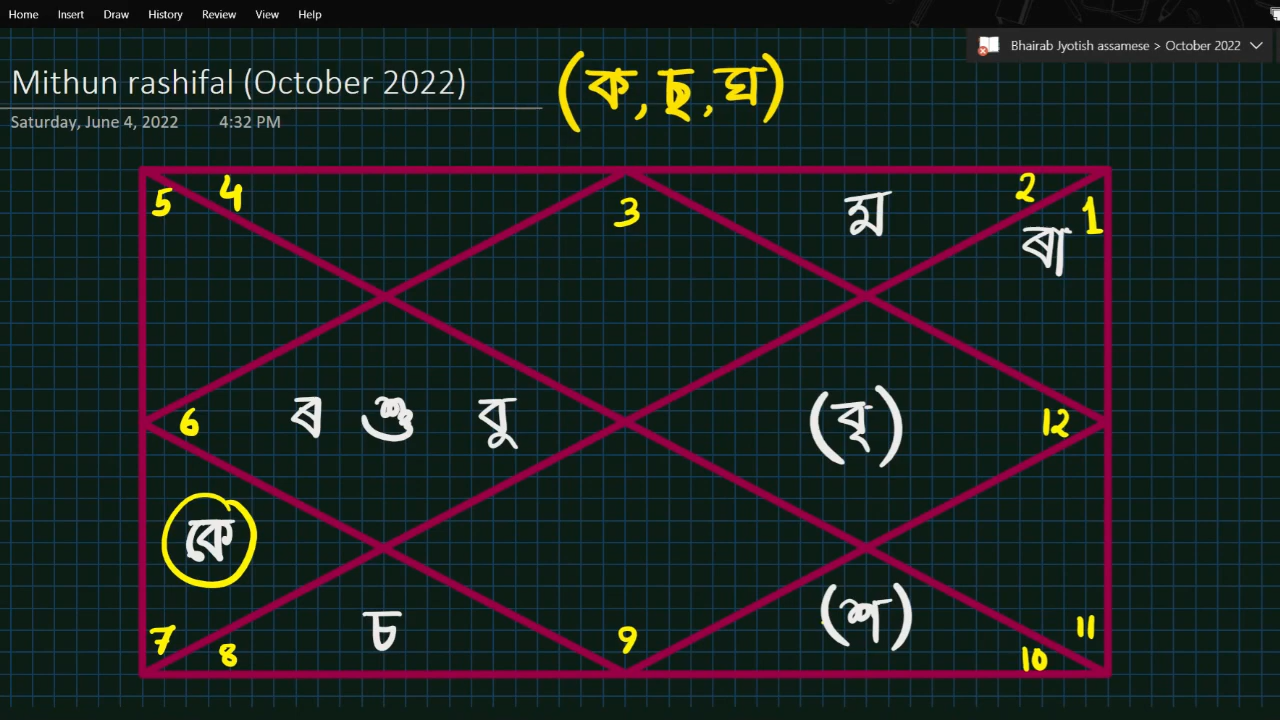 Home Insert Draw History Review View Help
Bhairab Jyotish assamese > October 2022
Mithun rashifal (October 2022)
(ক, ছ, ঘ)
Saturday, June 4, 2022 4:32 PM
5 4 3 ম 2 1
ৰা
6 ৰ শু বু (বৃ) 12
কে
7 8 চ 9 (শ) 10 11